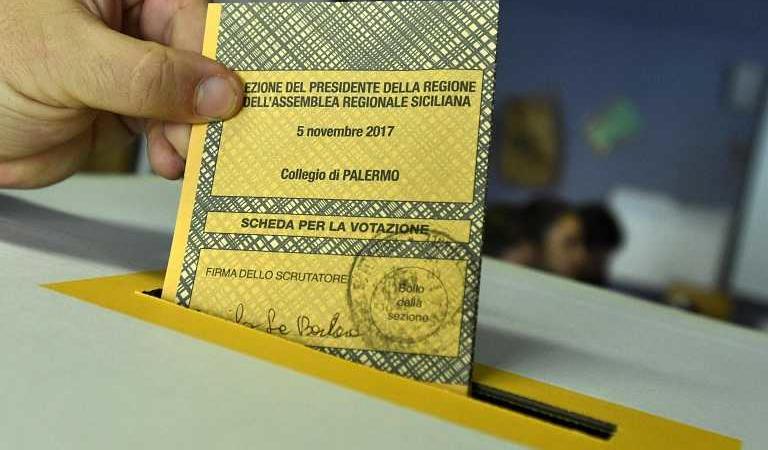 EZIONE DEL PRESIDENTE DELLA REGIONE
DELL'ASSEMBLEA REGIONALE SICILIANA
5 novembre 2017
Collegio di PALERMO
SCHEDA PER LA VOTAZIONE
FIRMA DELLO SCRUTATORE
Bollo
della
sezione